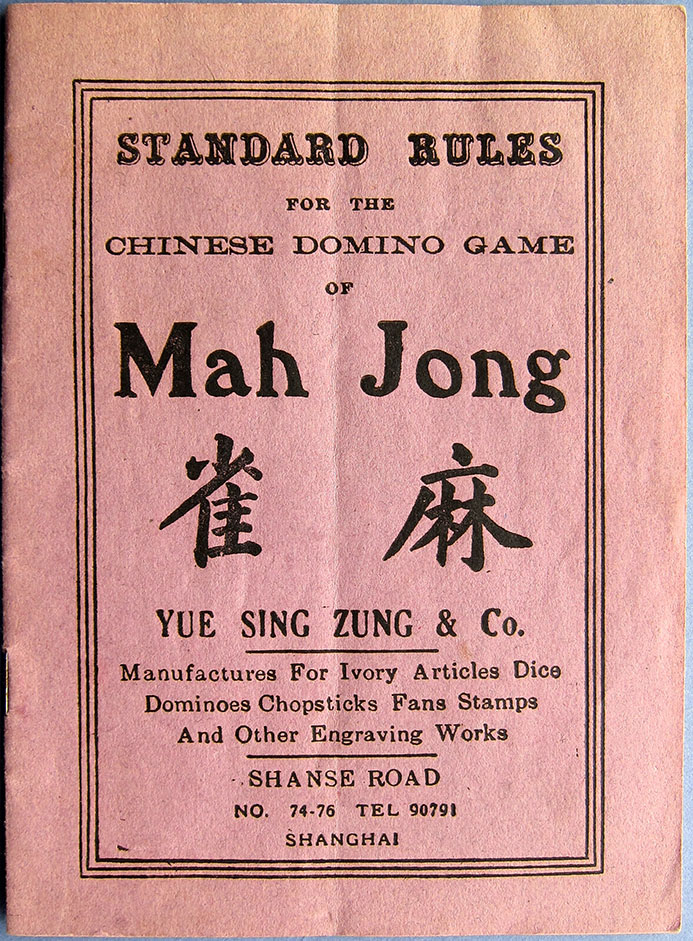 STANDARD RULES
FOR THE
CHINESE DOMINO GAME
OF
Mah Jong
雀 麻
YUE SING ZUNG & Co.
Manufactures For Ivory Articles Dice
Dominoes Chopsticks Fans Stamps
And Other Engraving Works
SHANSE ROAD
NO. 74-76 TEL 90791
SHANGHAI